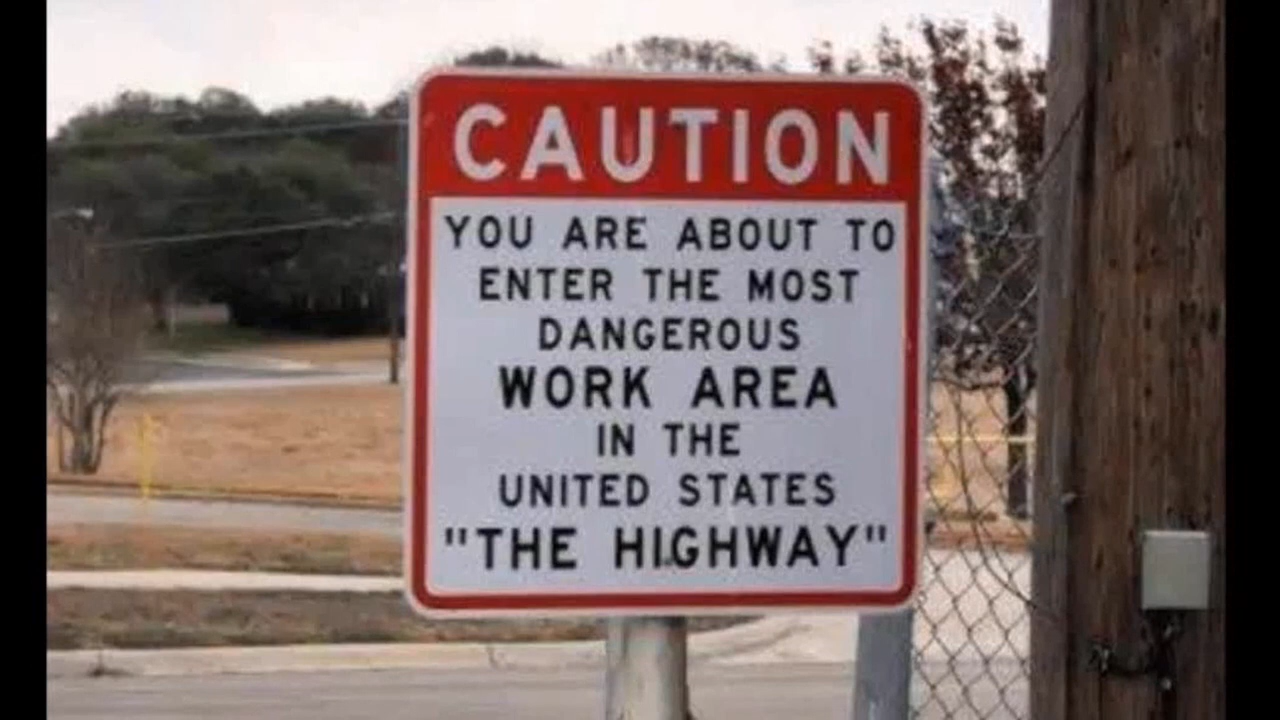 CAUTION
YOU ARE ABOUT TO
ENTER THE MOST
DANGEROUS
WORK AREA
IN THE
UNITED STATES
"THE HIGHWAY"